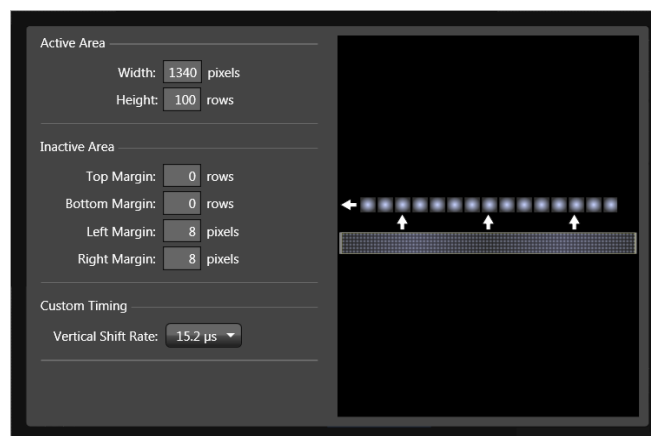 Active Area
Width: 1340 pixels
Height: 100 rows
Inactive Area
Top Margin: 0 rows
Bottom Margin: 0 rows
Left Margin: 8 pixels
Right Margin: 8 pixels
Custom Timing
Vertical Shift Rate: 15.2 µs